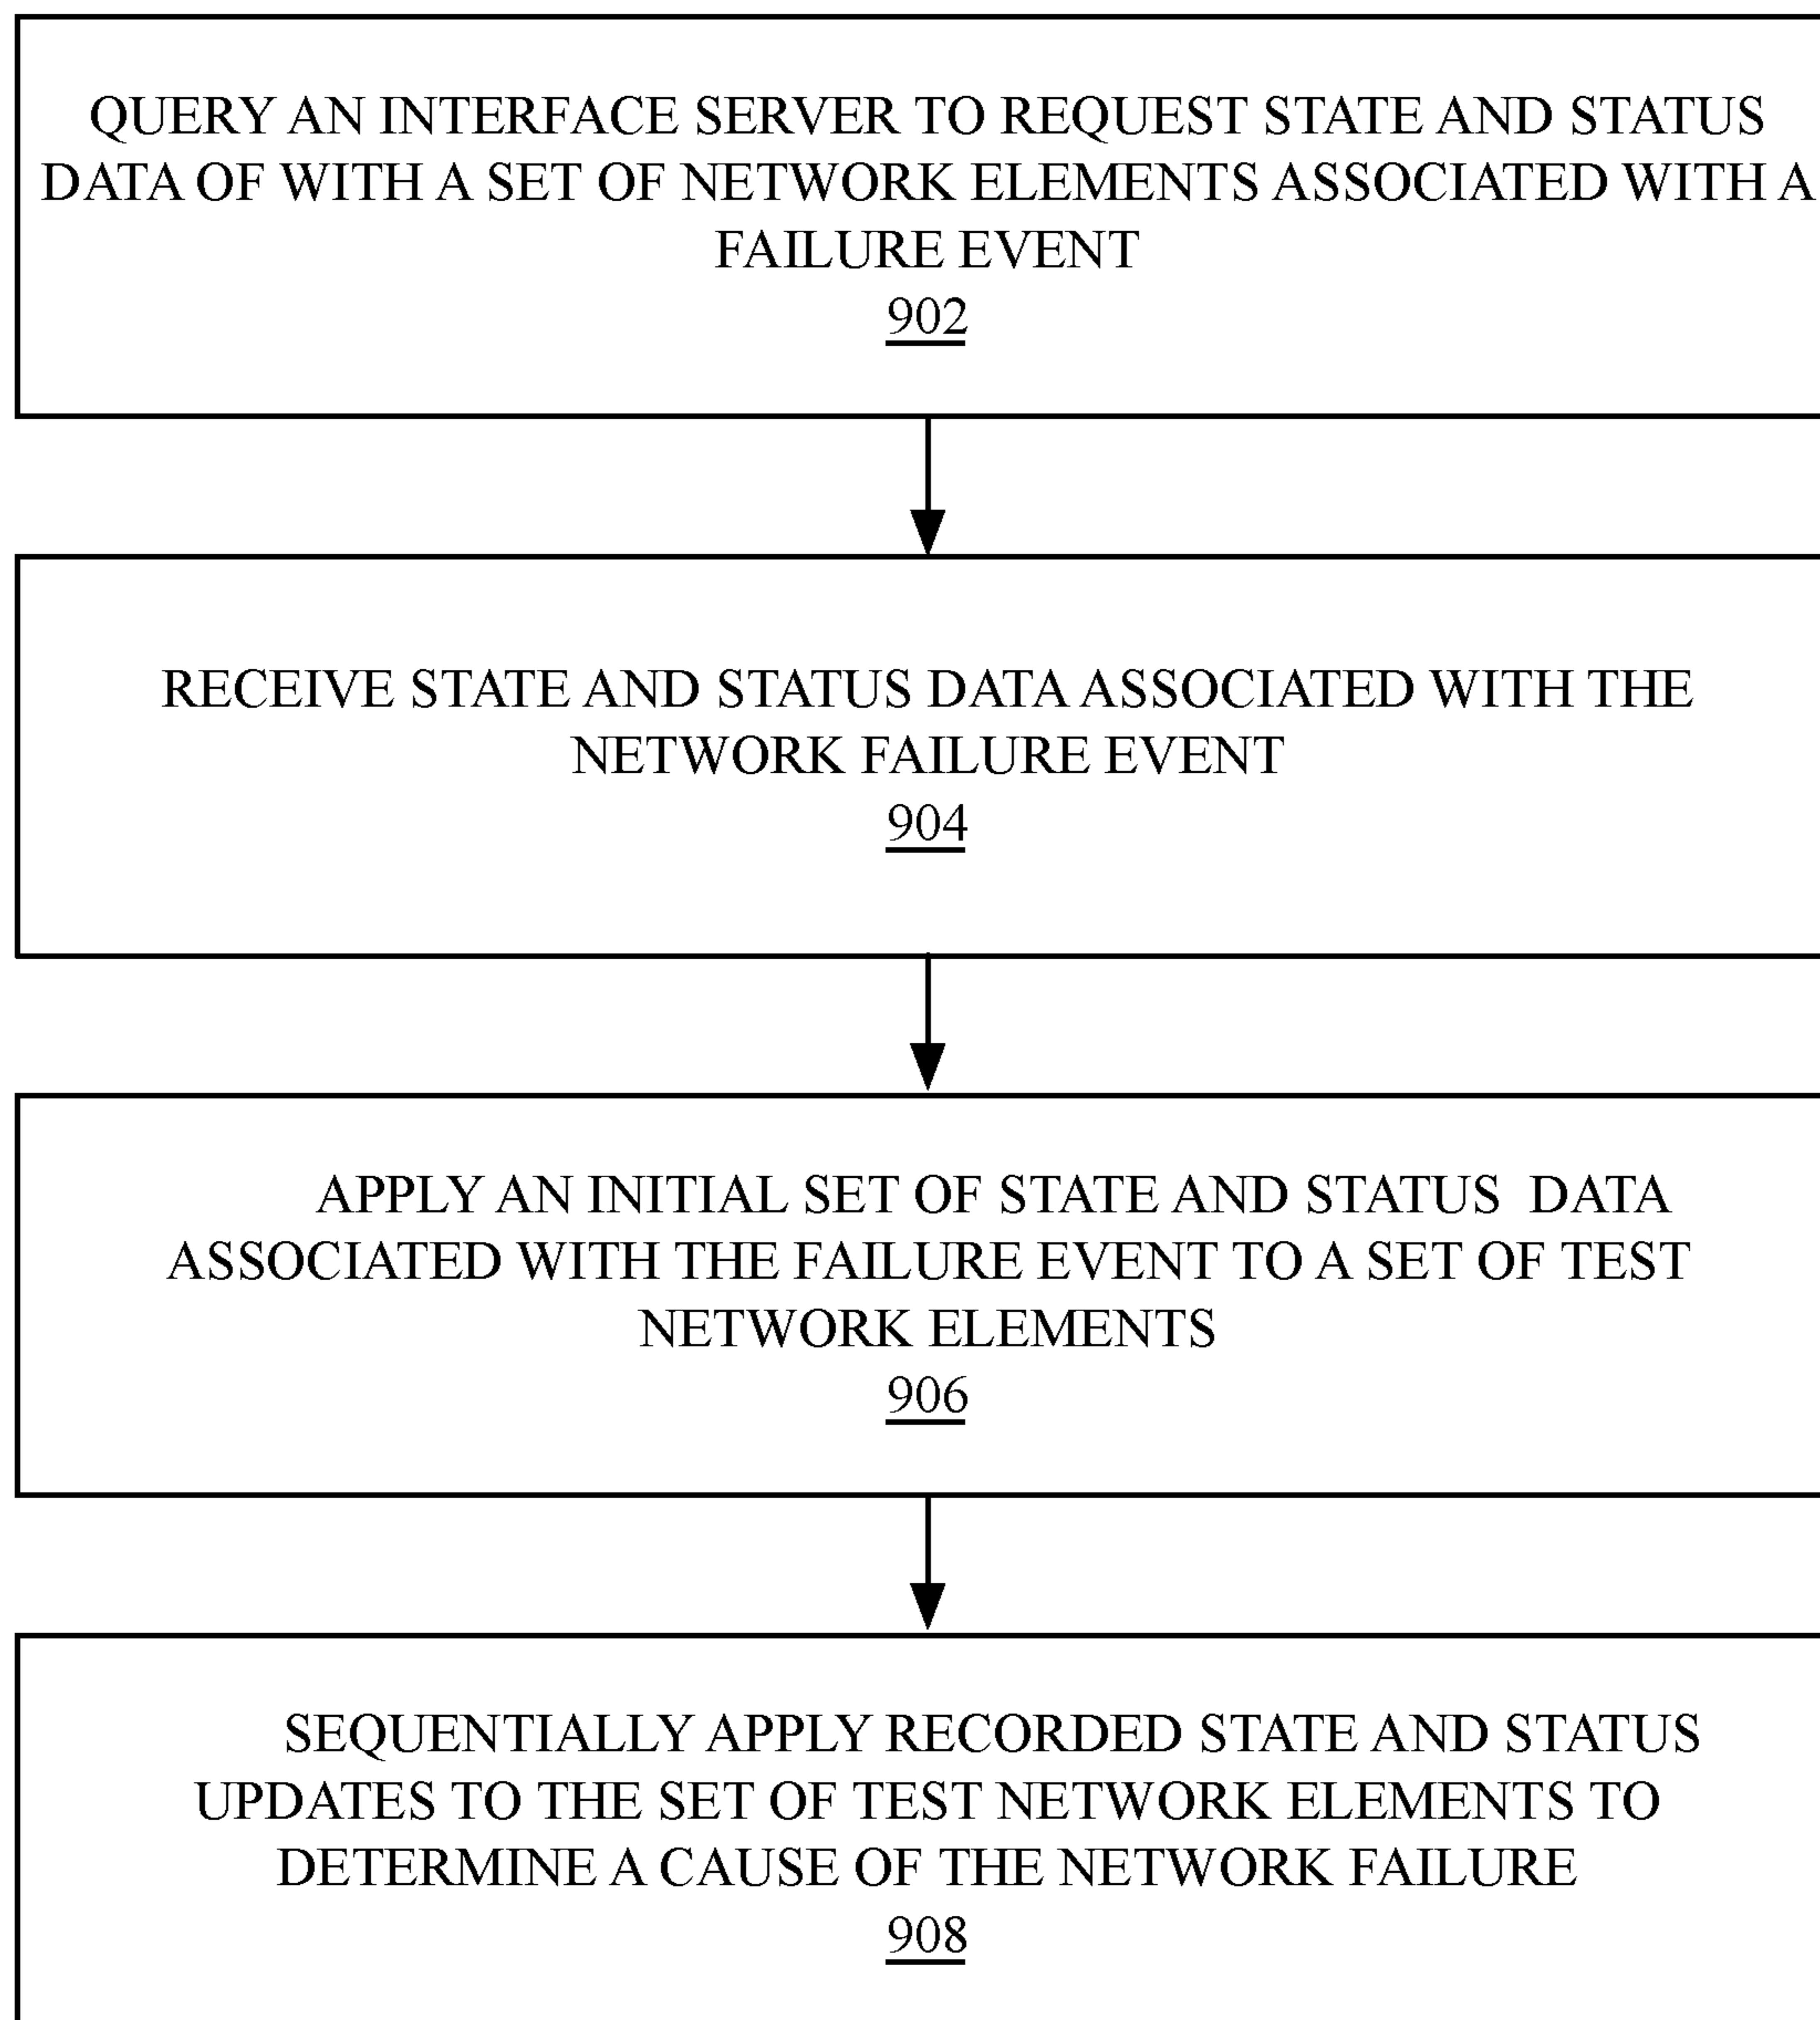 QUERY AN INTERFACE SERVER TO REQUEST STATE AND STATUS
DATA OF WITH A SET OF NETWORK ELEMENTS ASSOCIATED WITH A
FAILURE EVENT
902
RECEIVE STATE AND STATUS DATA ASSOCIATED WITH THE
NETWORK FAILURE EVENT
904
APPLY AN INITIAL SET OF STATE AND STATUS DATA
ASSOCIATED WITH THE FAILURE EVENT TO A SET OF TEST
NETWORK ELEMENTS
906
SEQUENTIALLY APPLY RECORDED STATE AND STATUS
UPDATES TO THE SET OF TEST NETWORK ELEMENTS TO
DETERMINE A CAUSE OF THE NETWORK FAILURE
908